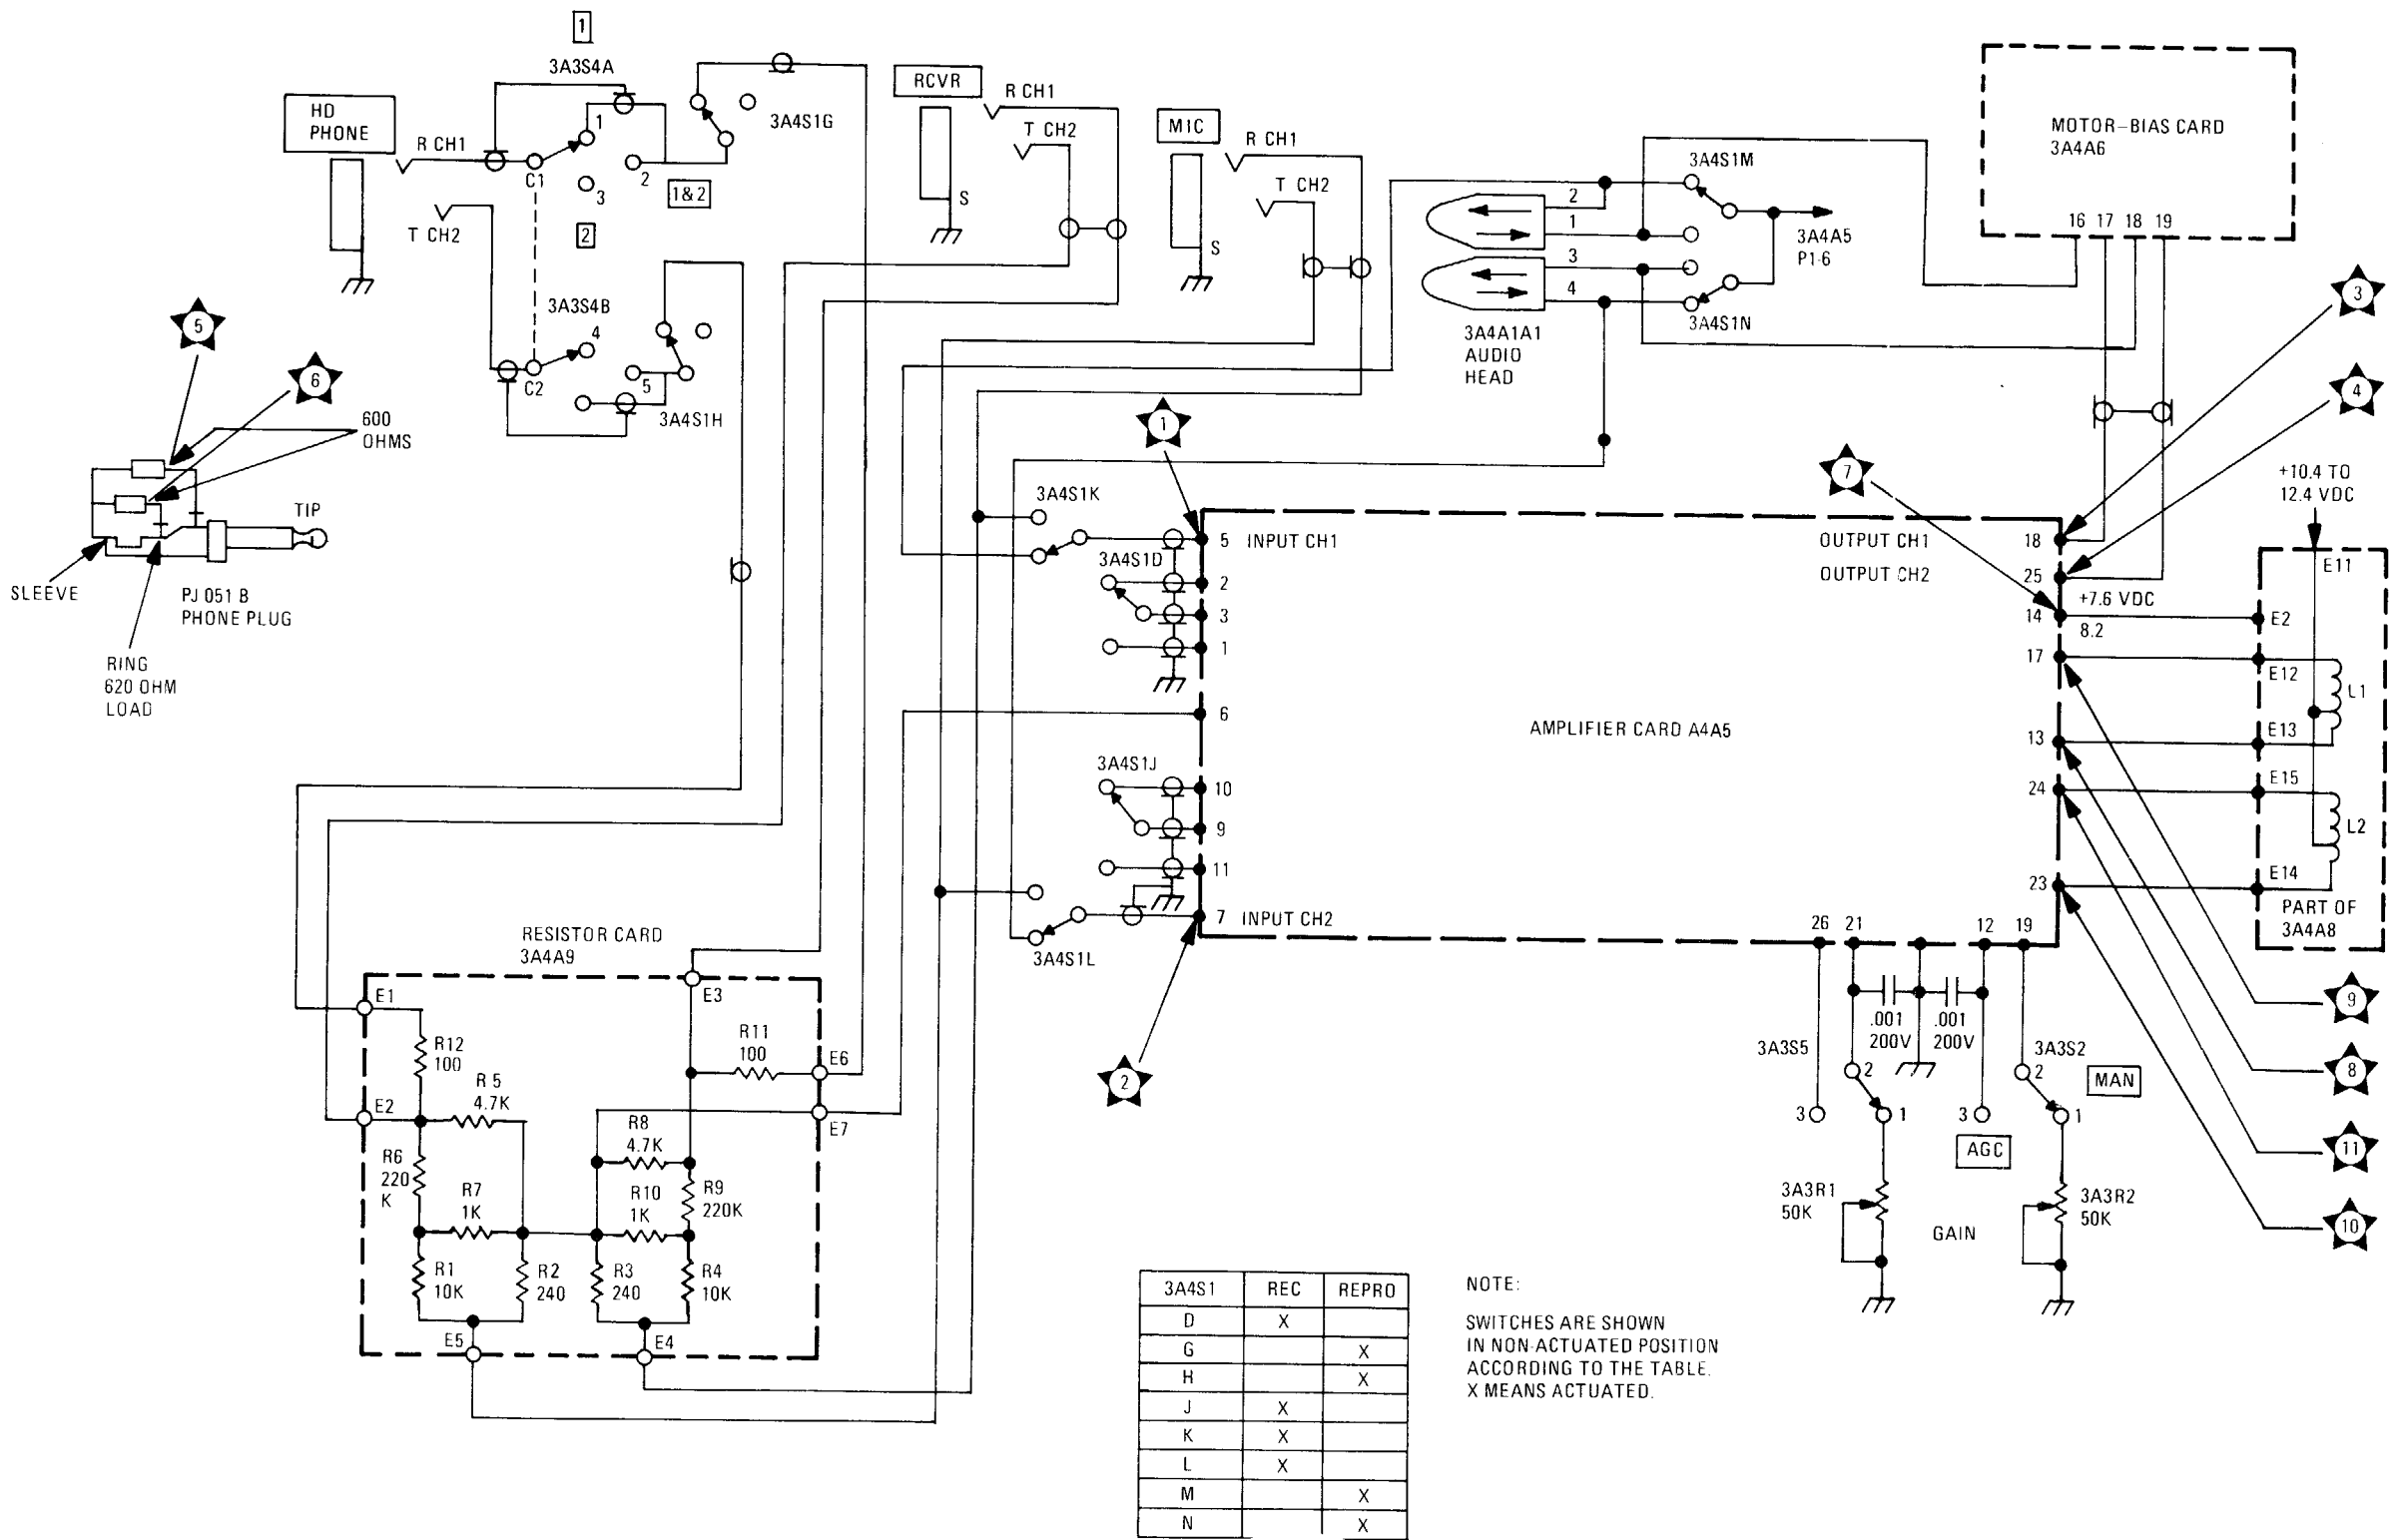 1
3A3S4A
HD
PHONE
R CH1
T CH2
C1
1
2
3
1&2
2
3A4S1G
3A3S4B
4
5
C2
3A4S1H
RCVR
R CH1
T CH2
S
MIC
R CH1
T CH2
S
2
1
3
4
3A4A1A1
AUDIO
HEAD
3A4S1M
3A4A5
P1-6
3A4S1N
MOTOR-BIAS CARD
3A4A6
16 17 18 19
3
4
5
6
600
OHMS
TIP
SLEEVE
PJ 051 B
PHONE PLUG
RING
620 OHM
LOAD
1
7
3A4S1K
3A4S1D
5 INPUT CH1
2
3
1
6
3A4S1J
10
9
11
7 INPUT CH2
3A4S1L
2
AMPLIFIER CARD A4A5
OUTPUT CH1 18
OUTPUT CH2 25
+7.6 VDC
14
8.2
17
13
24
23
+10.4 TO
12.4 VDC
E11
E2
E12
L1
E13
E15
L2
E14
PART OF
3A4A8
26 21 12 19
.001
200V
.001
200V
3A3S5
2
3
1
3A3S2
2
MAN
3
1
AGC
3A3R1
50K
GAIN
3A3R2
50K
9
8
11
10
RESISTOR CARD
3A4A9
E1
E3
R12
100
R11
100
E6
E2
R 5
4.7K
E7
R8
4.7K
R6
220
K
R7
1K
R10
1K
R9
220K
R1
10K
R2
240
R3
240
R4
10K
E5
E4
3A4S1 REC REPRO
D X
G X
H X
J X
K X
L X
M X
N X
NOTE:
SWITCHES ARE SHOWN
IN NON-ACTUATED POSITION
ACCORDING TO THE TABLE.
X MEANS ACTUATED.